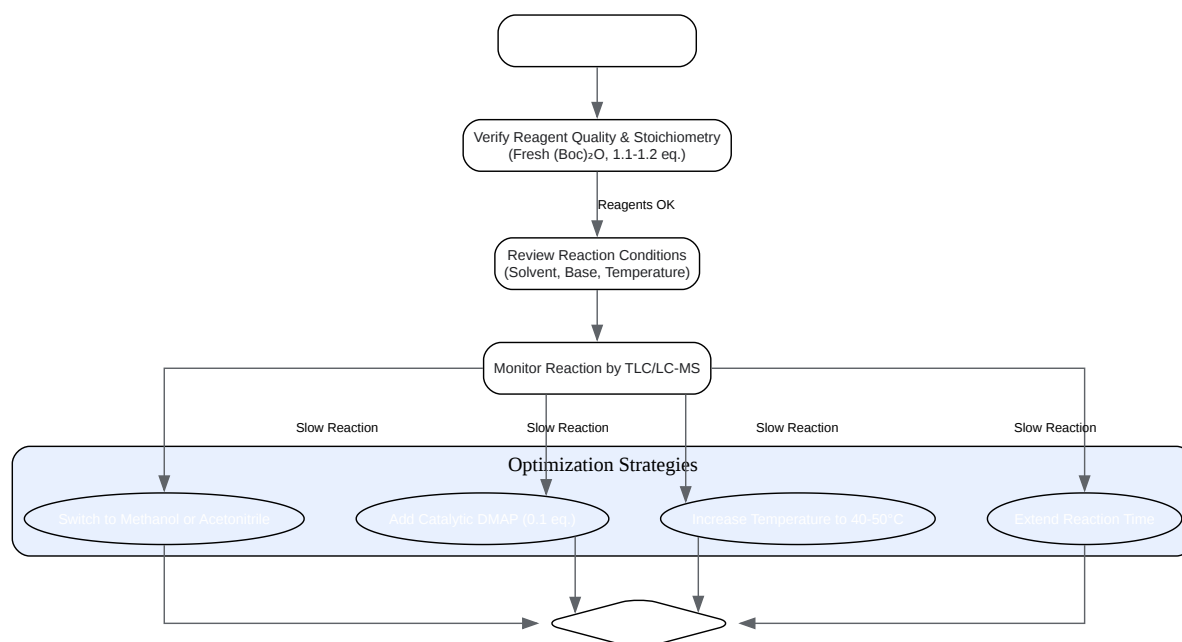 Verify Reagent Quality & Stoichiometry
(Fresh (Boc)₂O, 1.1-1.2 eq.)
Reagents OK
Review Reaction Conditions
(Solvent, Base, Temperature)
Monitor Reaction by TLC/LC-MS
Slow Reaction
Slow Reaction
Slow Reaction
Slow Reaction
Optimization Strategies
Switch to Methanol or Acetonitrile
Add Catalytic DMAP (0.1 eq.)
Increase Temperature to 40-50°C
Extend Reaction Time